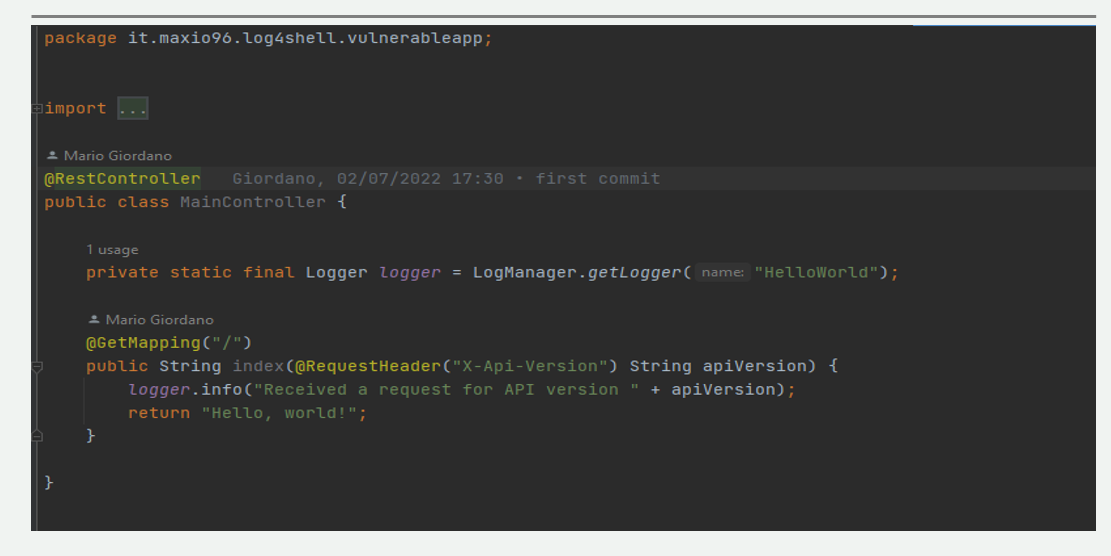 package it.maxio96.log4shell.vulnerableapp;
import ...
Mario Giordano
@RestController Giordano, 02/07/2022 17:30 • first commit
public class MainController {
1 usage
private static final Logger logger = LogManager.getLogger( name: "HelloWorld");
Mario Giordano
@GetMapping("/")
public String index(@RequestHeader("X-Api-Version") String apiVersion) {
logger.info("Received a request for API version " + apiVersion);
return "Hello, world!";
}
}